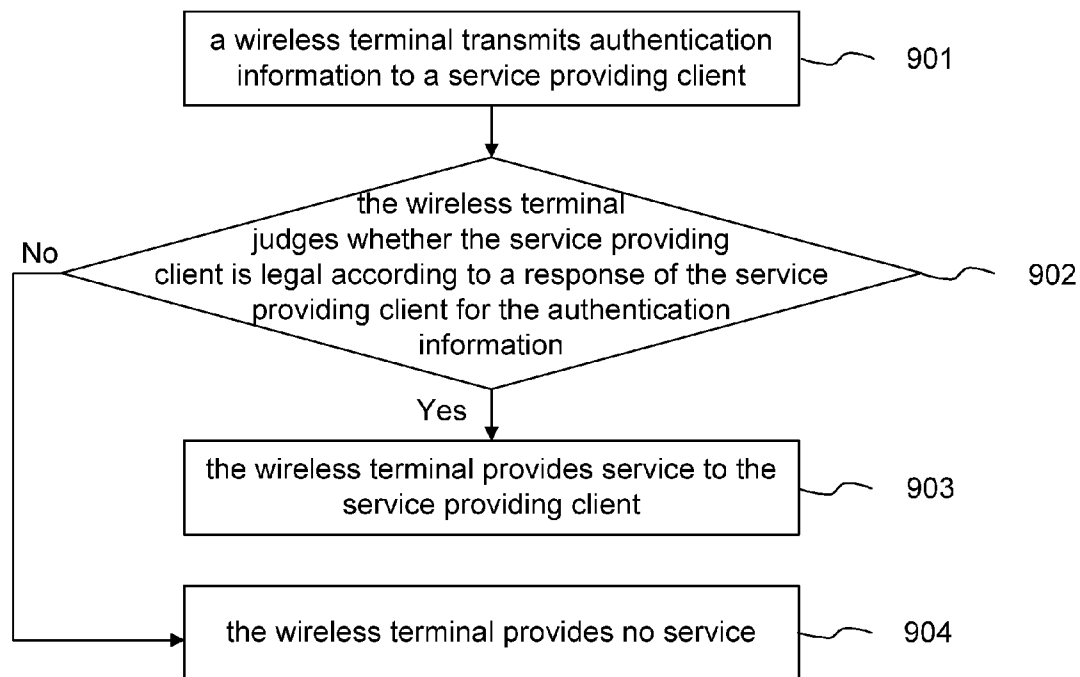 a wireless terminal transmits authentication
information to a service providing client
901
the wireless terminal
judges whether the service providing
client is legal according to a response of the service
providing client for the authentication
information
No
902
Yes
the wireless terminal provides service to the
service providing client
903
the wireless terminal provides no service
904